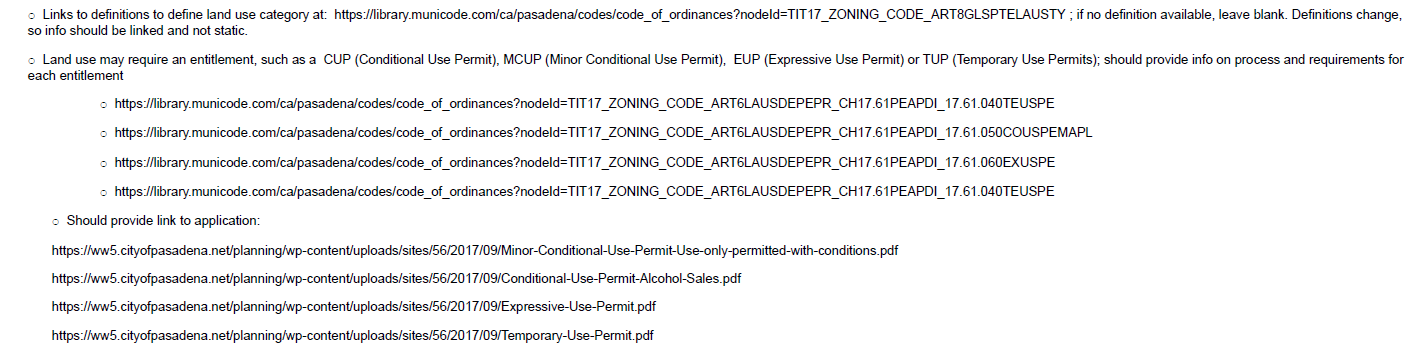 ○ Links to definitions to define land use category at: https://library.municode.com/ca/pasadena/codes/code_of_ordinances?nodeId=TIT17_ZONING_CODE_ART8GLSPTELAUSTY ; if no definition available, leave blank. Definitions change,
so info should be linked and not static.
○ Land use may require an entitlement, such as a CUP (Conditional Use Permit), MCUP (Minor Conditional Use Permit), EUP (Expressive Use Permit) or TUP (Temporary Use Permits); should provide info on process and requirements for
each entitlement
○ https://library.municode.com/ca/pasadena/codes/code_of_ordinances?nodeId=TIT17_ZONING_CODE_ART6LAUSDEPEPR_CH17.61PEAPDI_17.61.040TEUSPE
○ https://library.municode.com/ca/pasadena/codes/code_of_ordinances?nodeId=TIT17_ZONING_CODE_ART6LAUSDEPEPR_CH17.61PEAPDI_17.61.050COUSPEMAPL
○ https://library.municode.com/ca/pasadena/codes/code_of_ordinances?nodeId=TIT17_ZONING_CODE_ART6LAUSDEPEPR_CH17.61PEAPDI_17.61.060EXUSPE
○ https://library.municode.com/ca/pasadena/codes/code_of_ordinances?nodeId=TIT17_ZONING_CODE_ART6LAUSDEPEPR_CH17.61PEAPDI_17.61.040TEUSPE
○ Should provide link to application:
https://ww5.cityofpasadena.net/planning/wp-content/uploads/sites/56/2017/09/Minor-Conditional-Use-Permit-Use-only-permitted-with-conditions.pdf
https://ww5.cityofpasadena.net/planning/wp-content/uploads/sites/56/2017/09/Conditional-Use-Permit-Alcohol-Sales.pdf
https://ww5.cityofpasadena.net/planning/wp-content/uploads/sites/56/2017/09/Expressive-Use-Permit.pdf
https://ww5.cityofpasadena.net/planning/wp-content/uploads/sites/56/2017/09/Temporary-Use-Permit.pdf